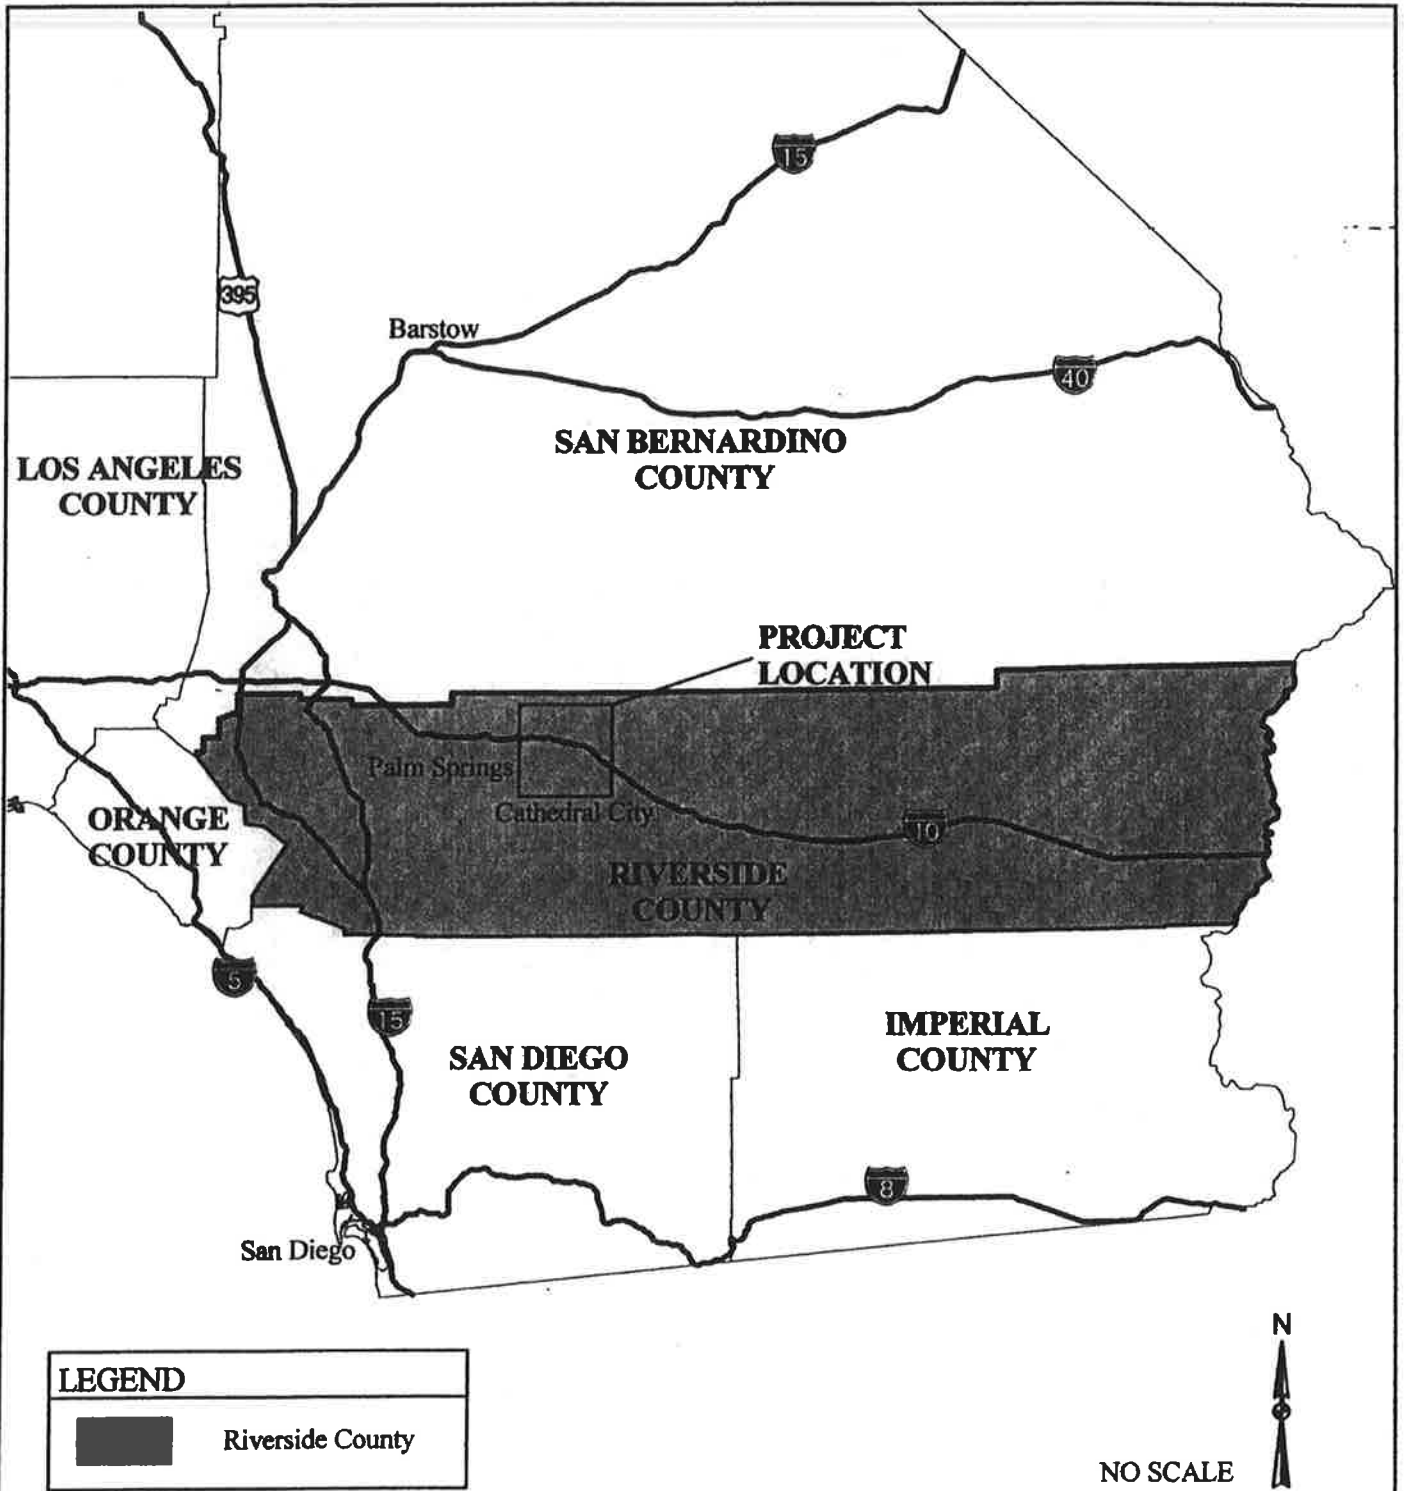 15
395
Barstow
40
SAN BERNARDINO
COUNTY
LOS ANGELES
COUNTY
PROJECT
LOCATION
Palm Springs
Cathedral City
ORANGE
COUNTY
10
RIVERSIDE
COUNTY
5
15
IMPERIAL
COUNTY
SAN DIEGO
COUNTY
8
San Diego
N
LEGEND
Riverside County
NO SCALE